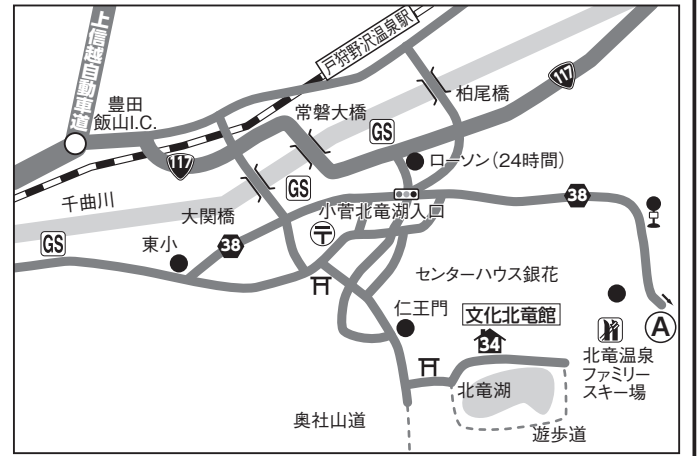 上信越自動車道
戸狩野沢温泉駅
117
豊田
飯山I.C.
常磐大橋
柏尾橋
GS
117
ローソン(24時間)
千曲川
大関橋
GS
38
小菅北竜湖入口
GS
東小
38
〒
センターハウス銀花
仁王門
文化北竜館
34
A
北竜温泉
ファミリー
スキー場
北竜湖
奥社山道
遊歩道